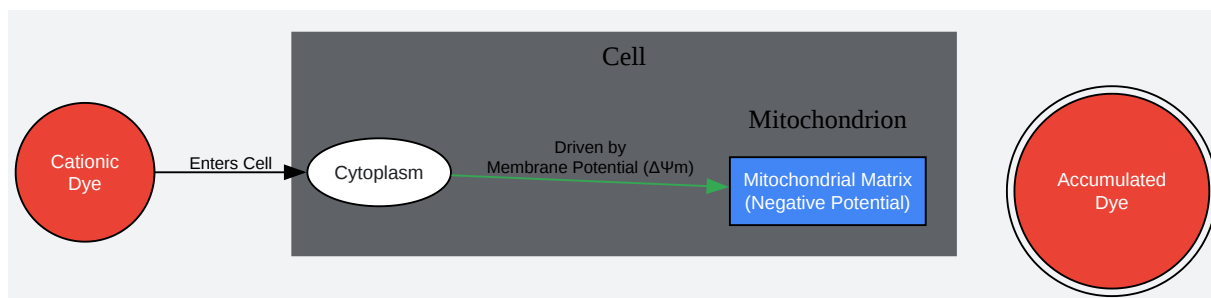 Cell
Mitochondrion
Cationic
Dye
Enters Cell
Cytoplasm
Driven by
Membrane Potential (ΔΨm)
Mitochondrial Matrix
(Negative Potential)
Accumulated
Dye